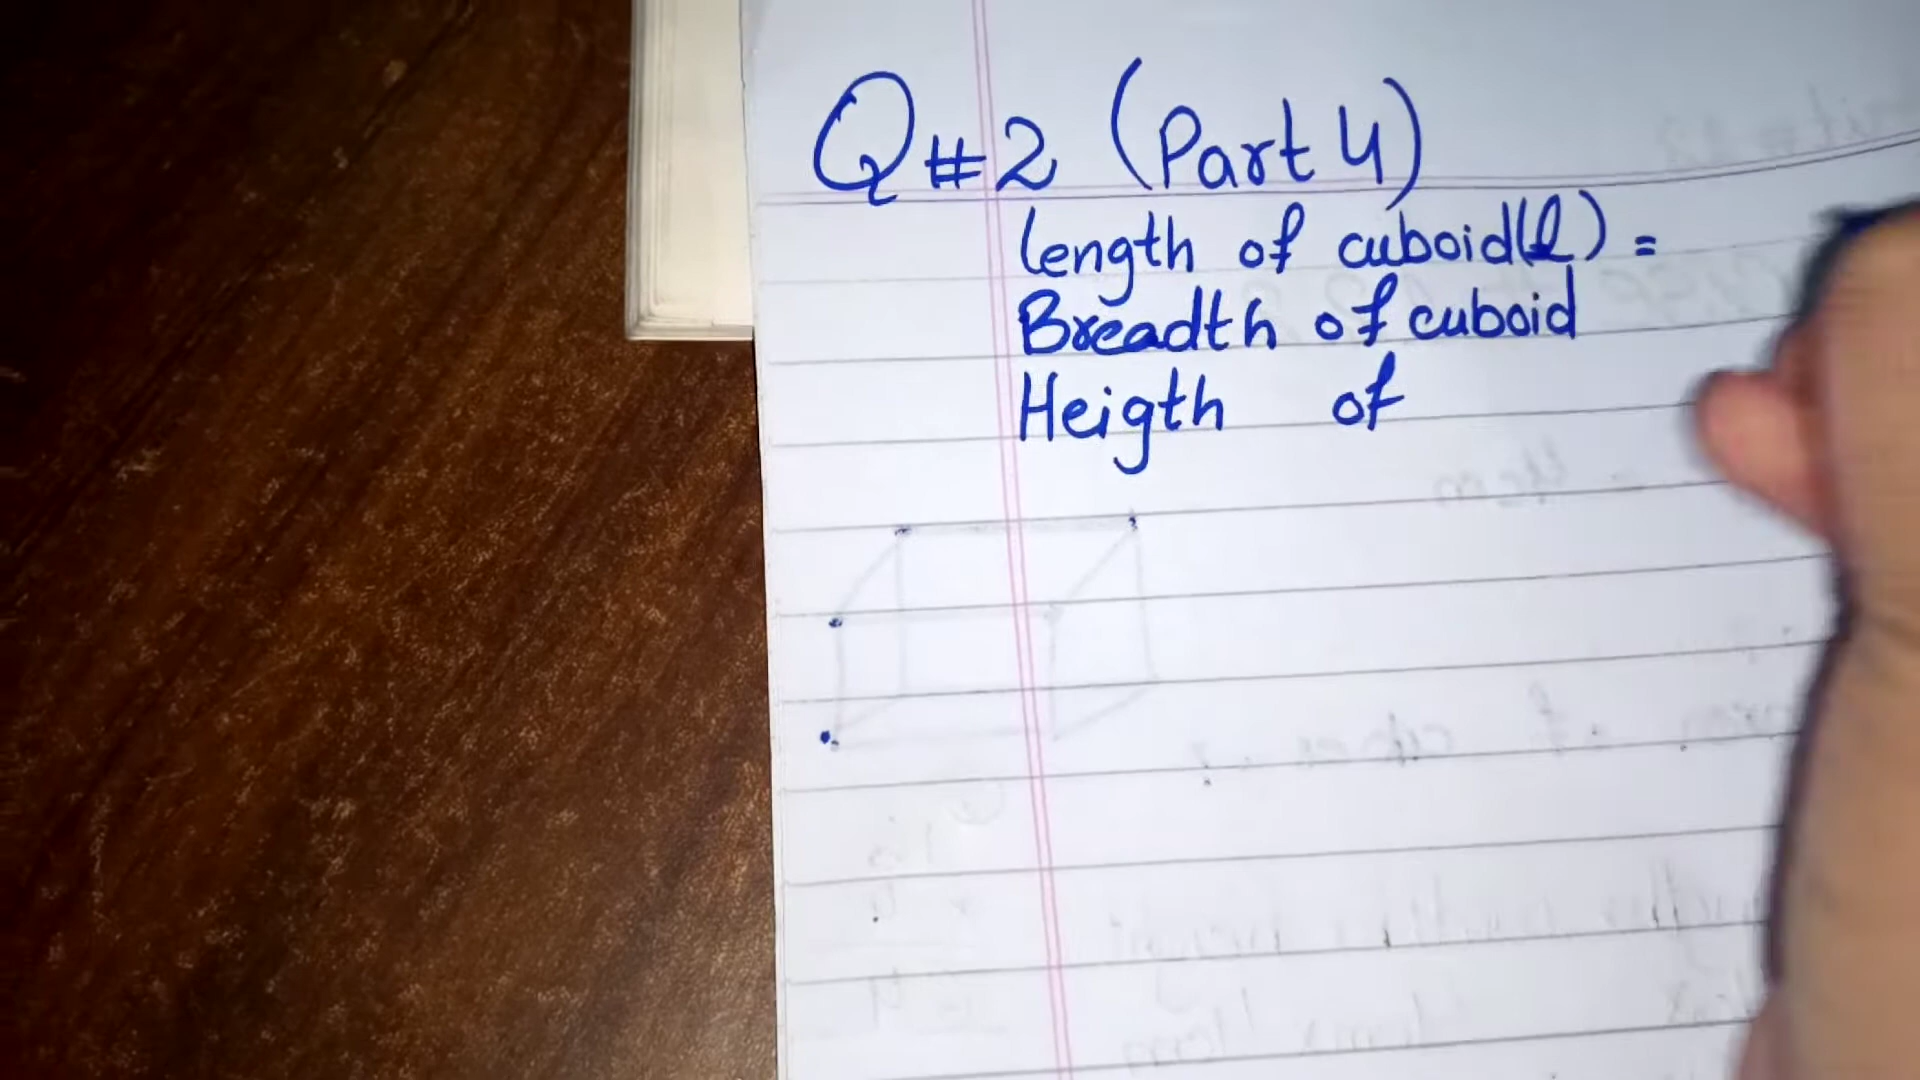 Q#2 (Part 4)
length of cuboid(l) =
Breadth of cuboid
Heigth of